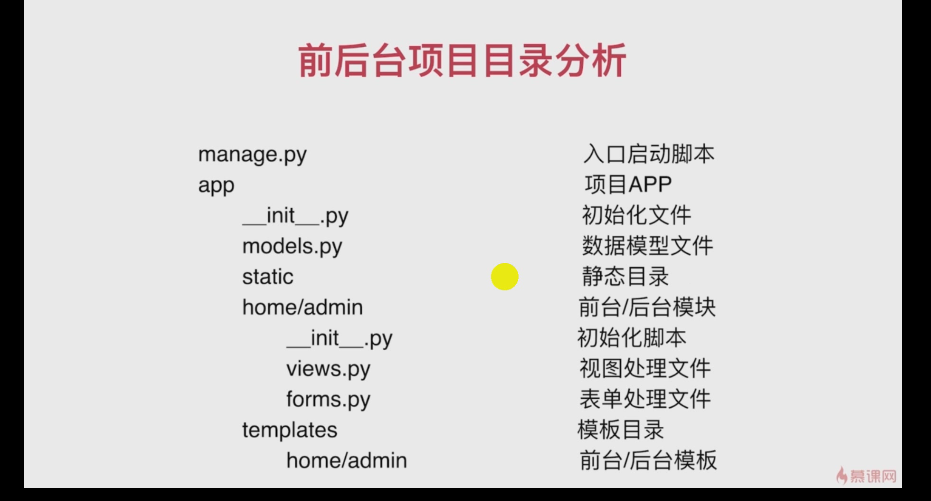 前后台项目目录分析
manage.py 入口启动脚本
app 项目APP
__init__.py 初始化文件
models.py 数据模型文件
static 静态目录
home/admin 前台/后台模块
__init__.py 初始化脚本
views.py 视图处理文件
forms.py 表单处理文件
templates 模板目录
home/admin 前台/后台模板
慕课网